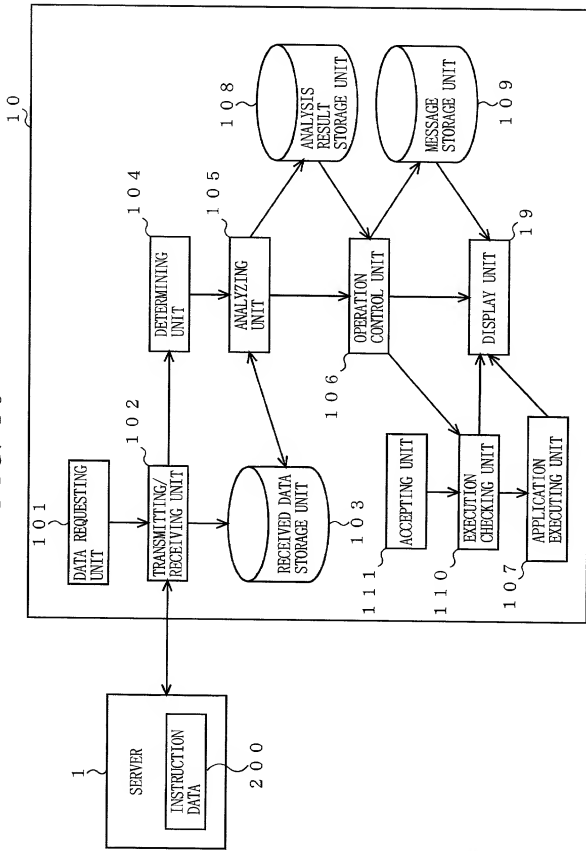 10
101
DATA REQUESTING
UNIT
102
TRANSMITTING/
RECEIVING UNIT
104
DETERMINING
UNIT
105
ANALYZING
UNIT
108
ANALYSIS
RESULT
STORAGE UNIT
RECEIVED DATA
STORAGE UNIT
103
106
OPERATION
CONTROL UNIT
MESSAGE
STORAGE UNIT
109
111
ACCEPTING UNIT
110
EXECUTION
CHECKING UNIT
19
DISPLAY UNIT
107
APPLICATION
EXECUTING UNIT
1
SERVER
INSTRUCTION
DATA
200